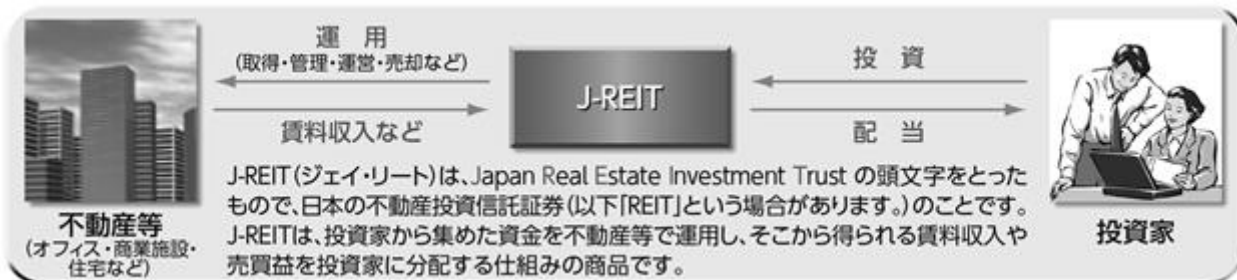 運 用
(取得・管理・運営・売却など)
賃料収入など
J-REIT
投 資
配 当
不動産等
(オフィス・商業施設・
住宅など)
J-REIT(ジェイ・リート)は、Japan Real Estate Investment Trust の頭文字をとった
もので、日本の不動産投資信託証券(以下「REIT」という場合があります。)のことです。
J-REITは、投資家から集めた資金を不動産等で運用し、そこから得られる賃料収入や
売買益を投資家に分配する仕組みの商品です。
投資家